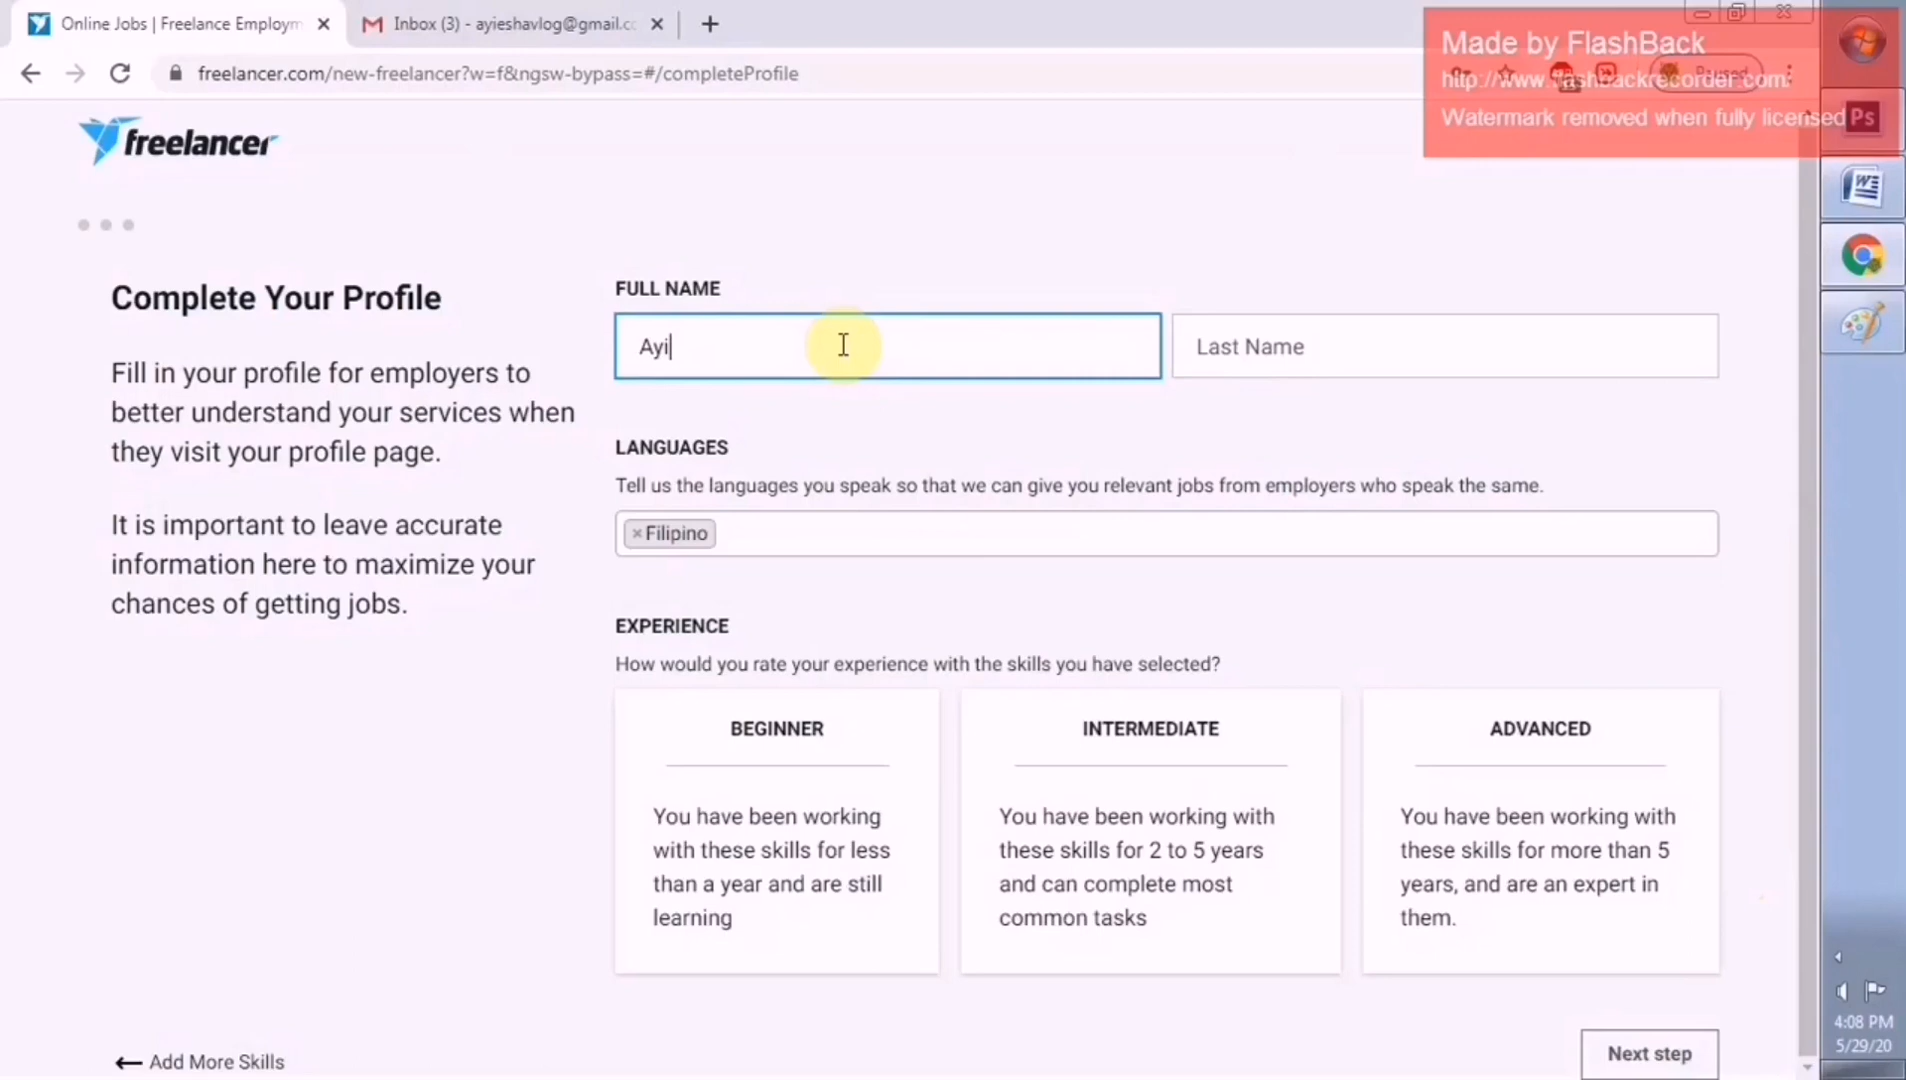 Online Jobs | Freelance Employm
Inbox (3) - ayieshavlog@gmail.co
freelancer.com/new-freelancer?w=f&ngsw-bypass=#/completeProfile
Paused
Made by FlashBack
http://www.flashbackrecorder.com/
Watermark removed when fully licensed
Ps
freelancer
Complete Your Profile
Fill in your profile for employers to
better understand your services when
they visit your profile page.
It is important to leave accurate
information here to maximize your
chances of getting jobs.
FULL NAME
Ayi
Last Name
LANGUAGES
Tell us the languages you speak so that we can give you relevant jobs from employers who speak the same.
× Filipino
EXPERIENCE
How would you rate your experience with the skills you have selected?
BEGINNER
You have been working
with these skills for less
than a year and are still
learning
INTERMEDIATE
You have been working with
these skills for 2 to 5 years
and can complete most
common tasks
ADVANCED
You have been working with
these skills for more than 5
years, and are an expert in
them.
Add More Skills
Next step
4:08 PM
5/29/20